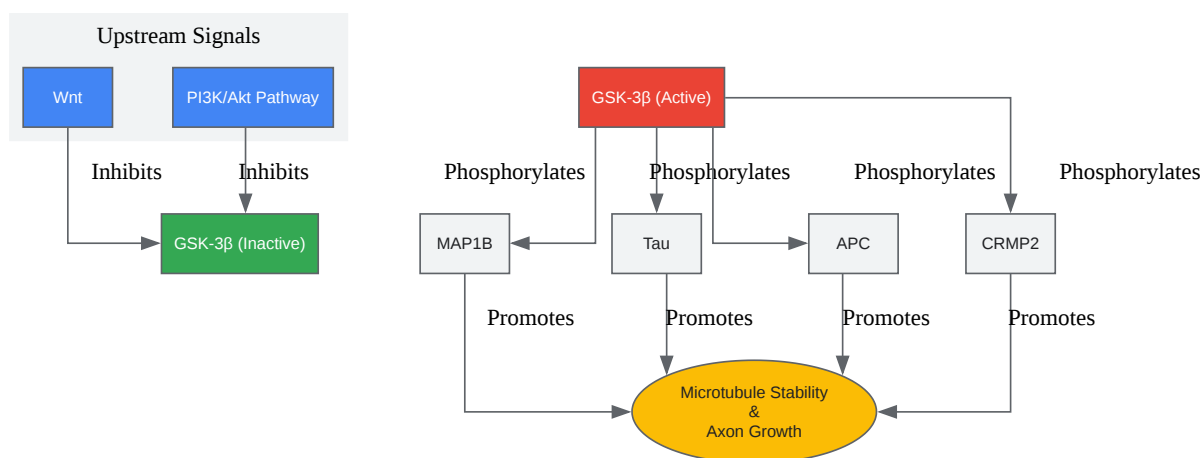 Upstream Signals
Wnt
PI3K/Akt Pathway
GSK-3β (Active)
Inhibits
Inhibits
Phosphorylates
Phosphorylates
Phosphorylates
Phosphorylates
GSK-3β (Inactive)
MAP1B
Tau
APC
CRMP2
Promotes
Promotes
Promotes
Promotes
Microtubule Stability
&
Axon Growth